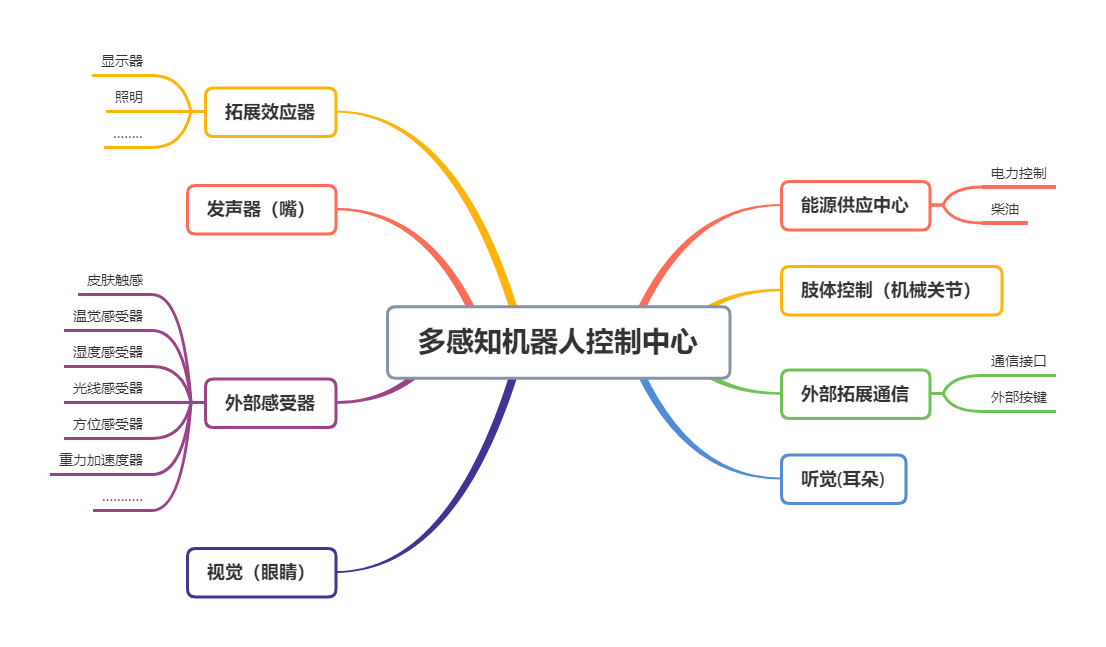 多感知机器人控制中心
拓展效应器
显示器
照明
........
发声器（嘴）
外部感受器
皮肤触感
温觉感受器
湿度感受器
光线感受器
方位感受器
重力加速度器
...........
视觉（眼睛）
能源供应中心
电力控制
柴油
肢体控制（机械关节）
外部拓展通信
通信接口
外部按键
听觉(耳朵)